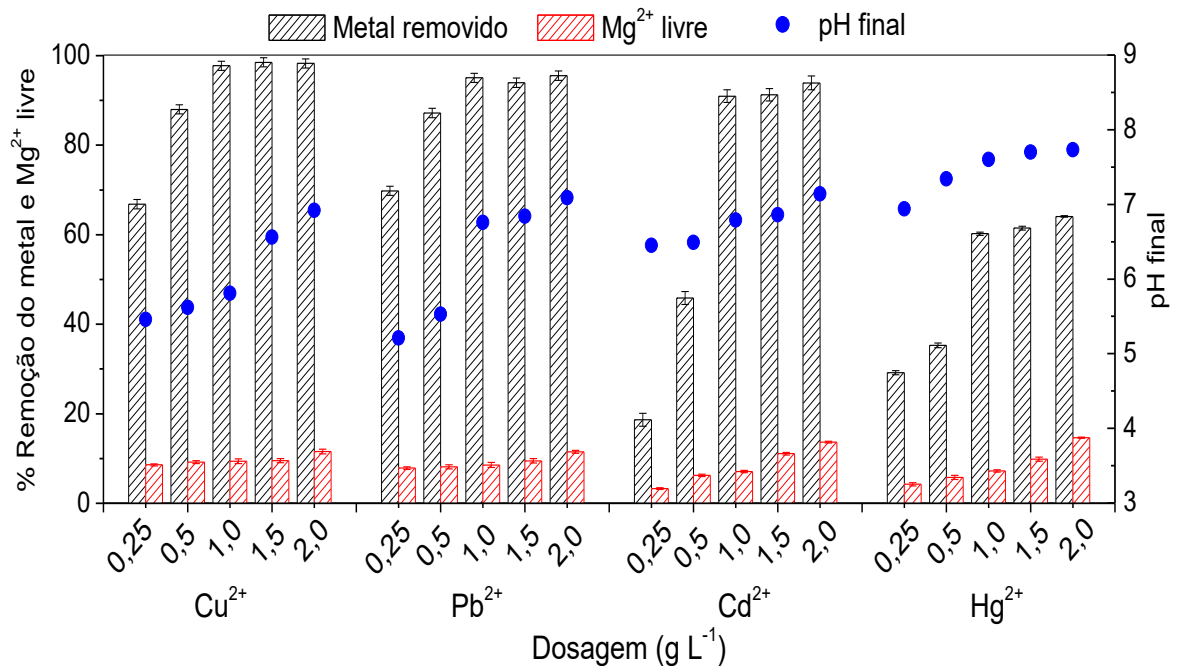 Metal removido Mg²⁺ livre pH final
% Remoção do metal e Mg²⁺ livre
100
80
60
40
20
0
9
8
7
6
5
4
3
pH final
0,25 0,5 1,0 1,5 2,0 0,25 0,5 1,0 1,5 2,0 0,25 0,5 1,0 1,5 2,0 0,25 0,5 1,0 1,5 2,0
Cu²⁺ Pb²⁺ Cd²⁺ Hg²⁺
Dosagem (g L⁻¹)